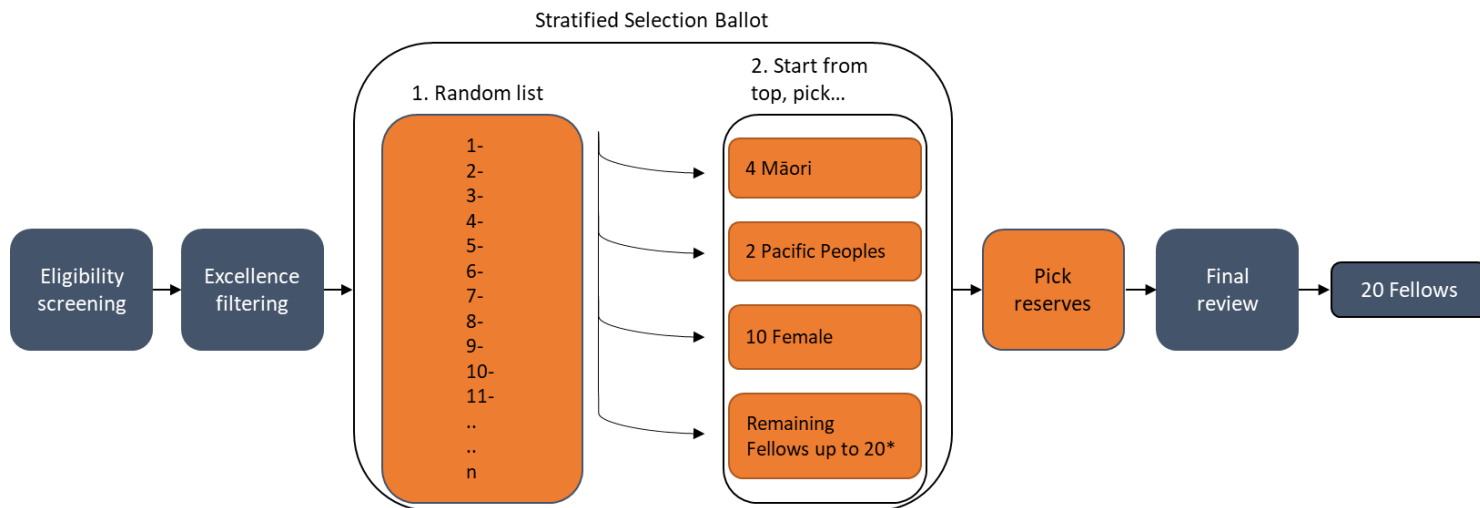 Stratified Selection Ballot
Eligibility
screening
Excellence
filtering
1. Random list
1-
2-
3-
4-
5-
6-
7-
8-
9-
10-
11-
..
..
n
2. Start from
top, pick…
4 Māori
2 Pacific Peoples
10 Female
Remaining
Fellows up to 20*
Pick
reserves
Final
review
20 Fellows